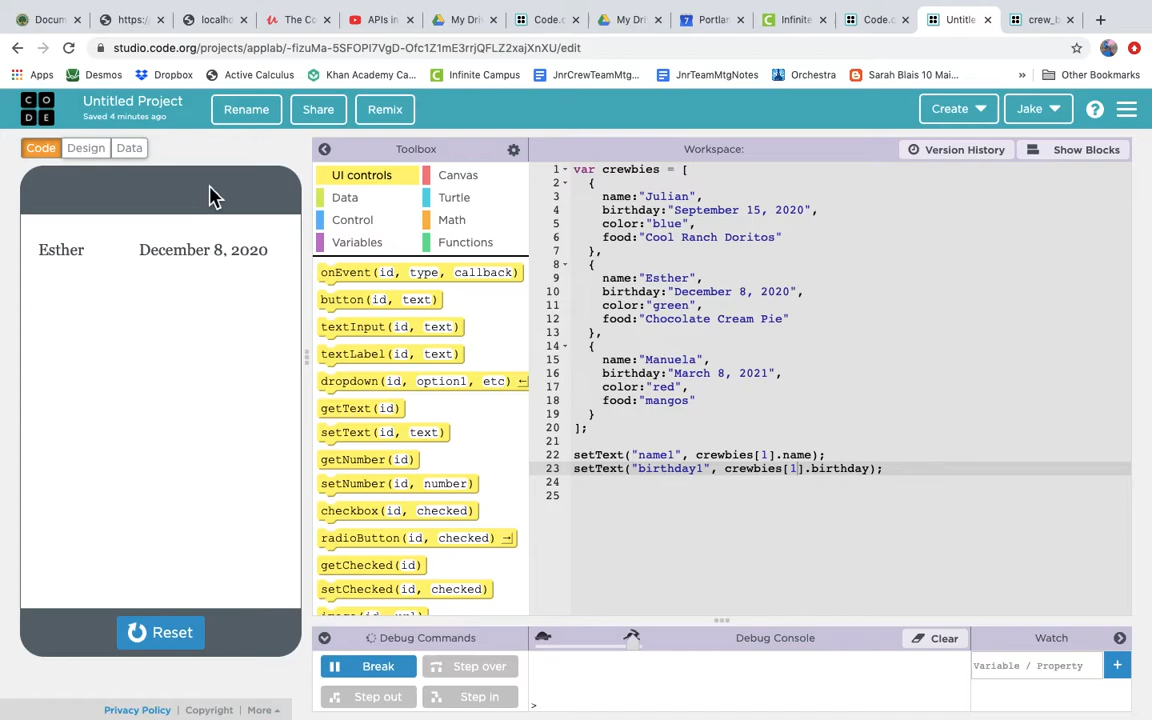 Docum
https:/
localho
The Co
APIs in
My Dri
Code.o
My Dri
Portlan
Infinite
Code.o
Untitle
crew_b
studio.code.org/projects/applab/-fizuMa-5SFOPI7VgD-Ofc1Z1mE3rrjQFLZ2xajXnXU/edit
Apps
Desmos
Dropbox
Active Calculus
Khan Academy Ca...
Infinite Campus
JnrCrewTeamMtg...
JnrTeamMtgNotes
Orchestra
Sarah Blais 10 Mai...
»
Other Bookmarks
CODE
Untitled Project
Saved 4 minutes ago
Rename
Share
Remix
Create
Jake
Code
Design
Data
Toolbox
Workspace:
Version History
Show Blocks
Esther
December 8, 2020
Reset
UI controls
Canvas
Data
Turtle
Control
Math
Variables
Functions
onEvent(id, type, callback)
button(id, text)
textInput(id, text)
textLabel(id, text)
dropdown(id, option1, etc)
getText(id)
setText(id, text)
getNumber(id)
setNumber(id, number)
checkbox(id, checked)
radioButton(id, checked)
getChecked(id)
setChecked(id, checked)
image(id, url)
1 var crewbies = [
2 {
3 name:"Julian",
4 birthday:"September 15, 2020",
5 color:"blue",
6 food:"Cool Ranch Doritos"
7 },
8 {
9 name:"Esther",
10 birthday:"December 8, 2020",
11 color:"green",
12 food:"Chocolate Cream Pie"
13 },
14 {
15 name:"Manuela",
16 birthday:"March 8, 2021",
17 color:"red",
18 food:"mangos"
19 }
20 ];
21
22 setText("name1", crewbies[1].name);
23 setText("birthday1", crewbies[1].birthday);
24
25
Debug Commands
Debug Console
Clear
Watch
Break
Step over
Step out
Step in
Variable / Property
+
>
Privacy Policy | Copyright | More